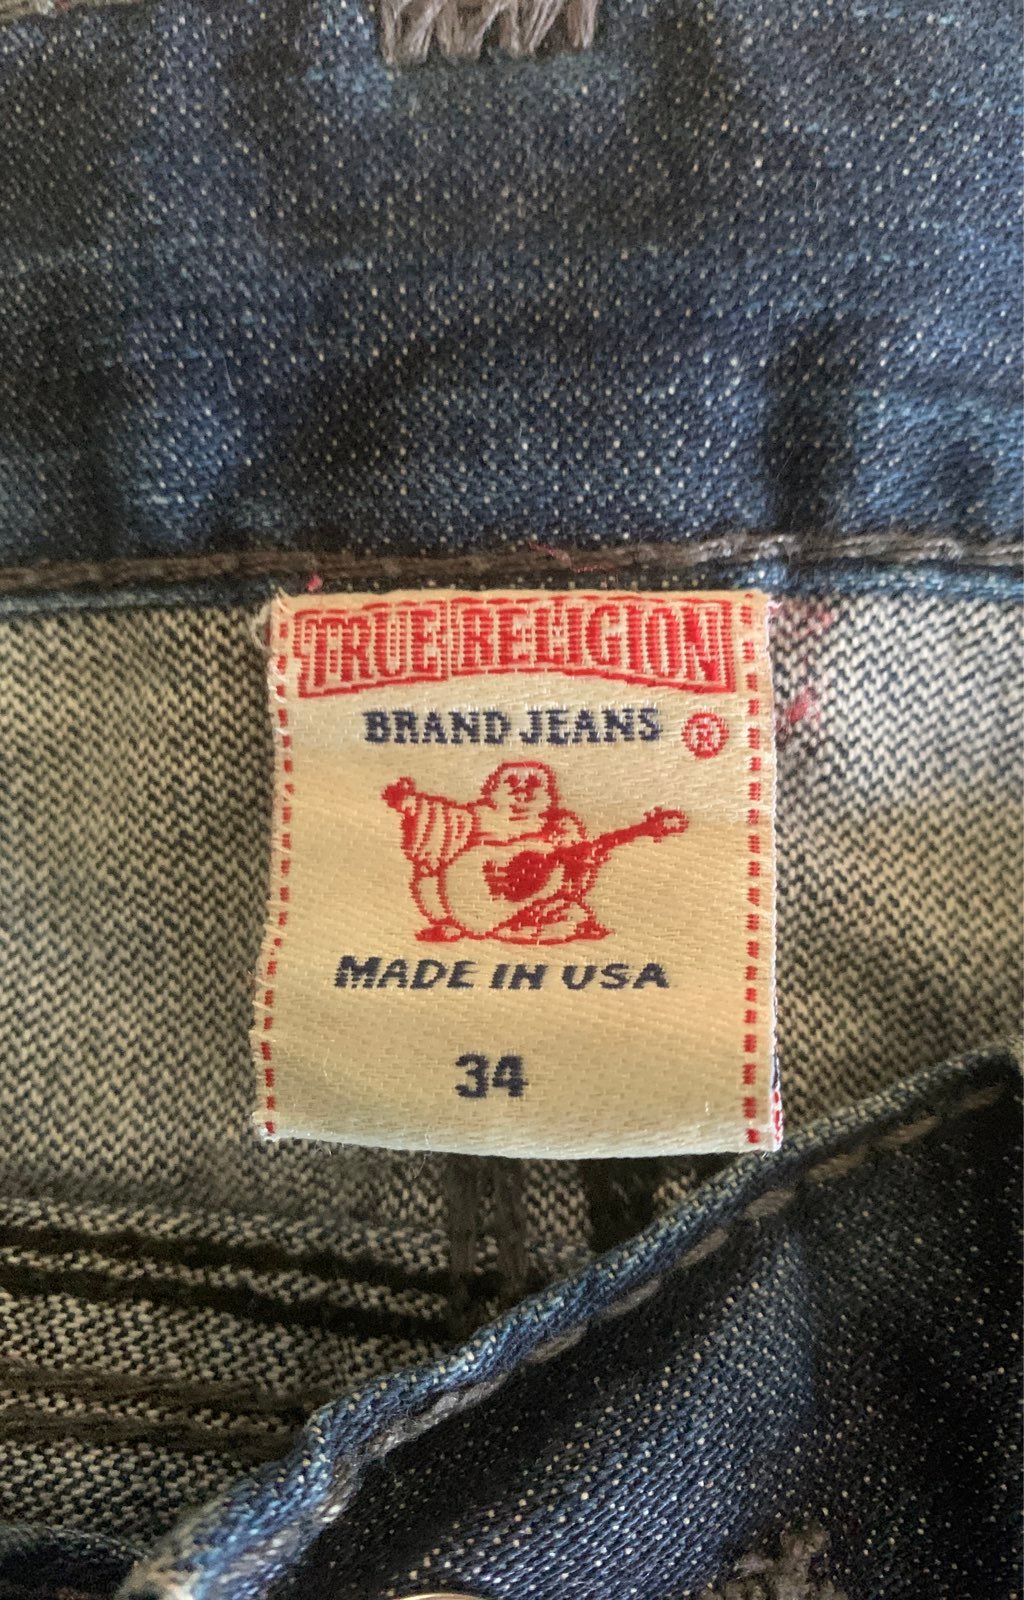 TRUE RELIGION
BRAND JEANS ®
MADE IN USA
34